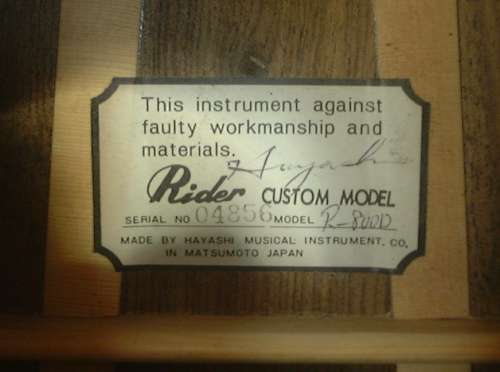 This instrument against
faulty workmanship and
materials.
Rider CUSTOM MODEL
SERIAL NO 04856 MODEL R-800D
MADE BY HAYASHI MUSICAL INSTRUMENT. CO.
IN MATSUMOTO JAPAN